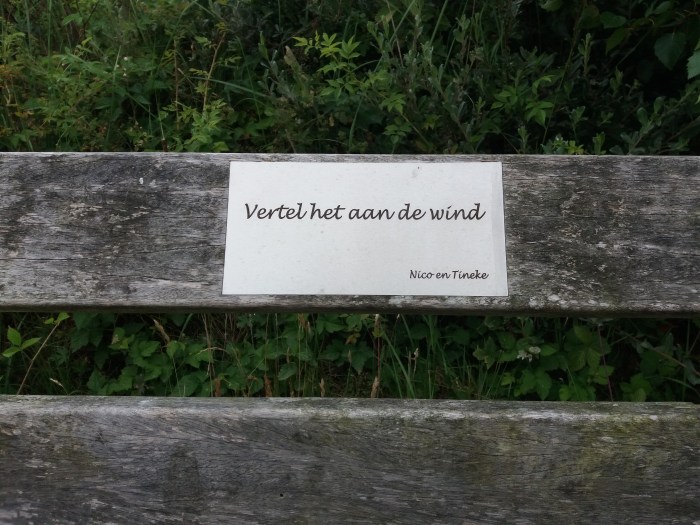 Vertel het aan de wind
Nico en Tineke